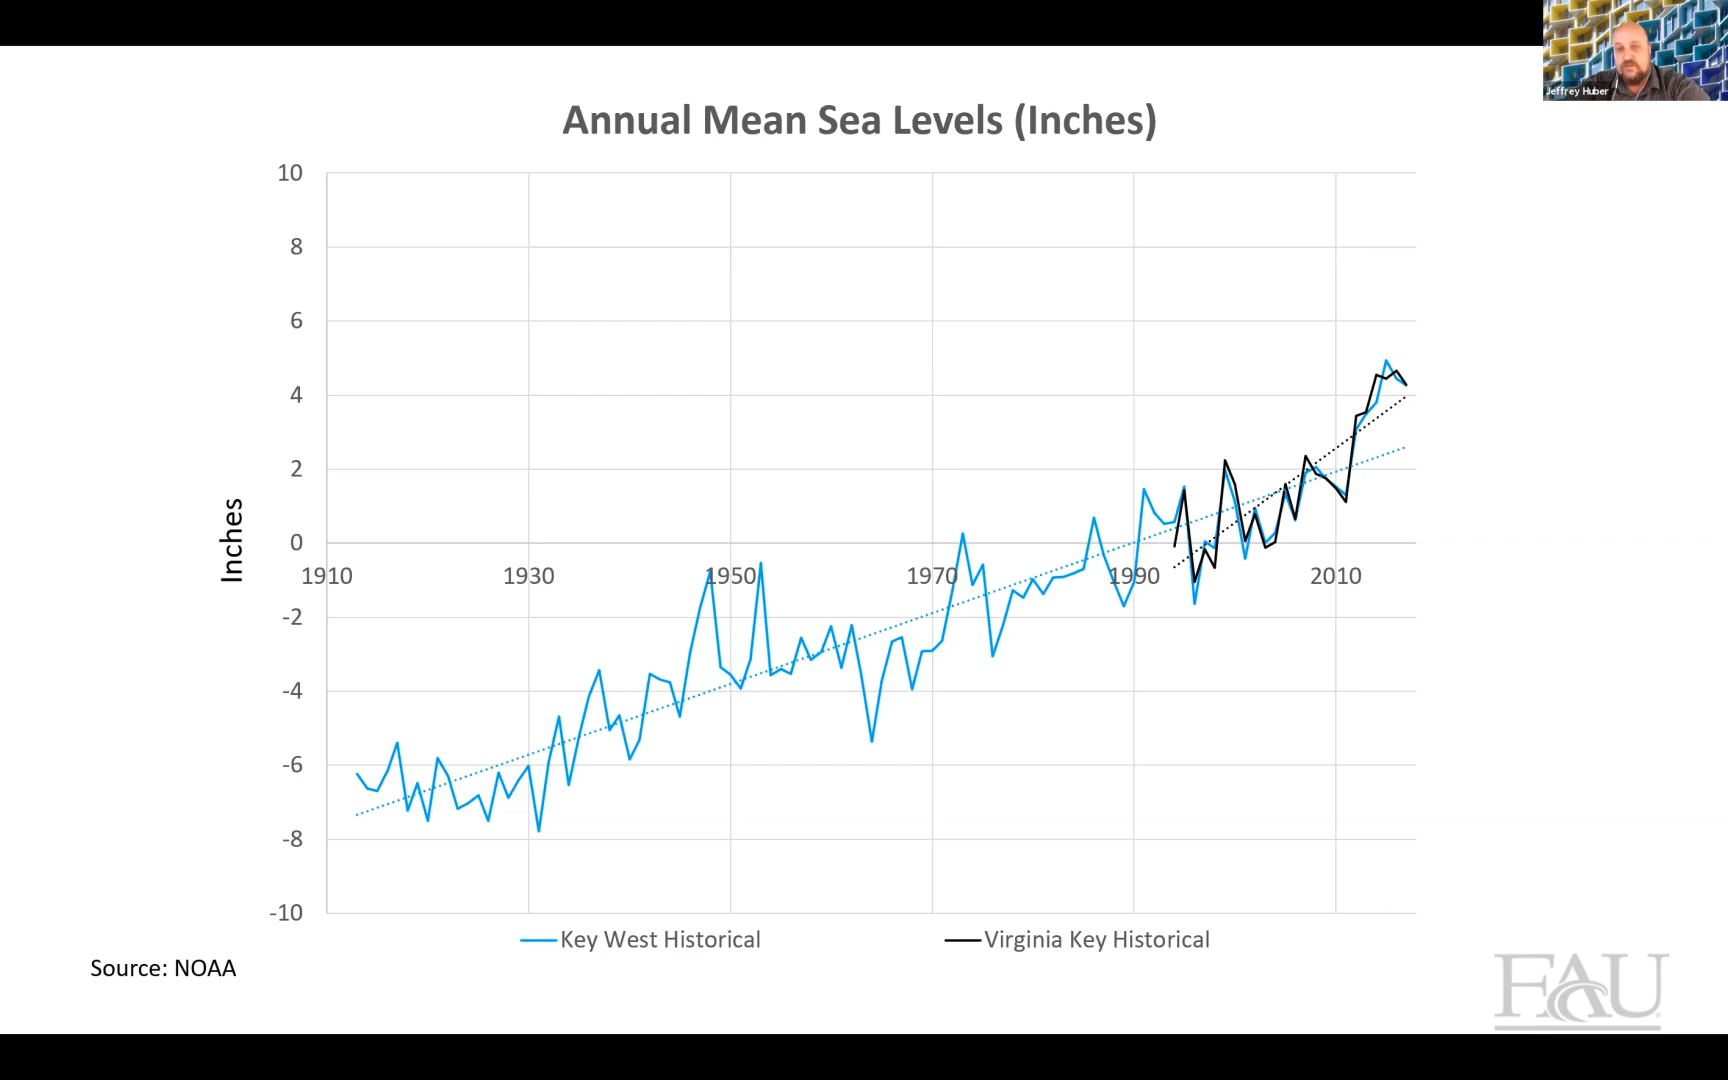 Jeffrey Huber
Annual Mean Sea Levels (Inches)
10
8
6
4
2
0
-2
-4
-6
-8
-10
Inches
1910 1930 1950 1970 1990 2010
Key West Historical Virginia Key Historical
Source: NOAA
FAU